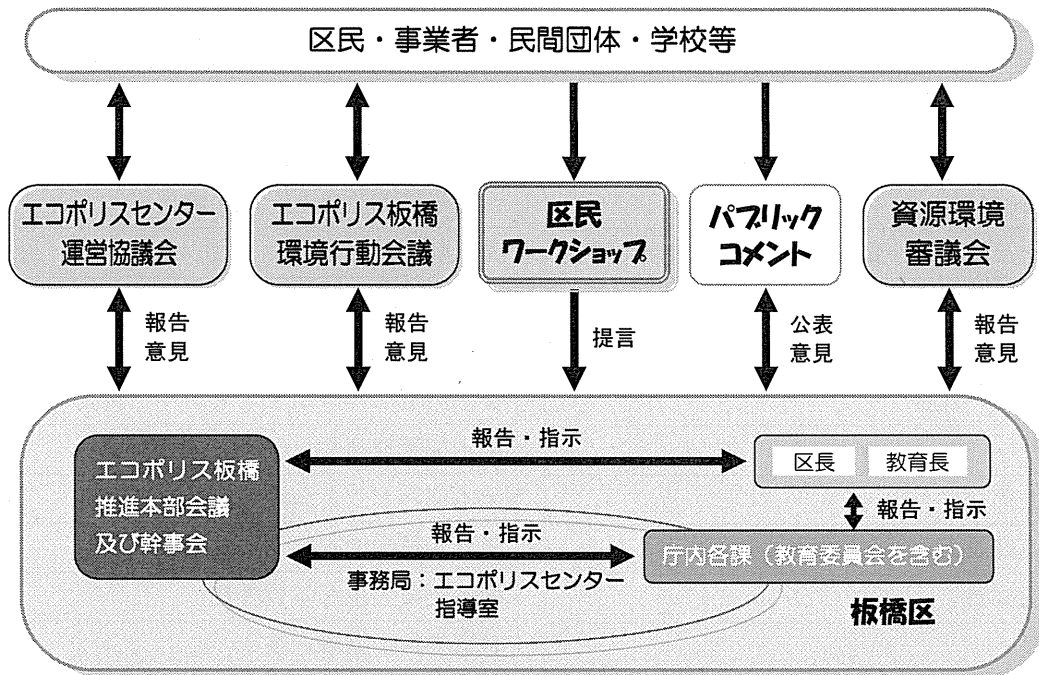 区民・事業者・民間団体・学校等
エコポリスセンター
運営協議会
エコポリス板橋
環境行動会議
区民
ワークショップ
パブリック
コメント
資源環境
審議会
報告
意見
報告
意見
提言
公表
意見
報告
意見
エコポリス板橋
推進本部会議
及び幹事会
報告・指示
区長
教育長
報告・指示
報告・指示
庁内各課（教育委員会を含む）
事務局：エコポリスセンター
指導室
板橋区